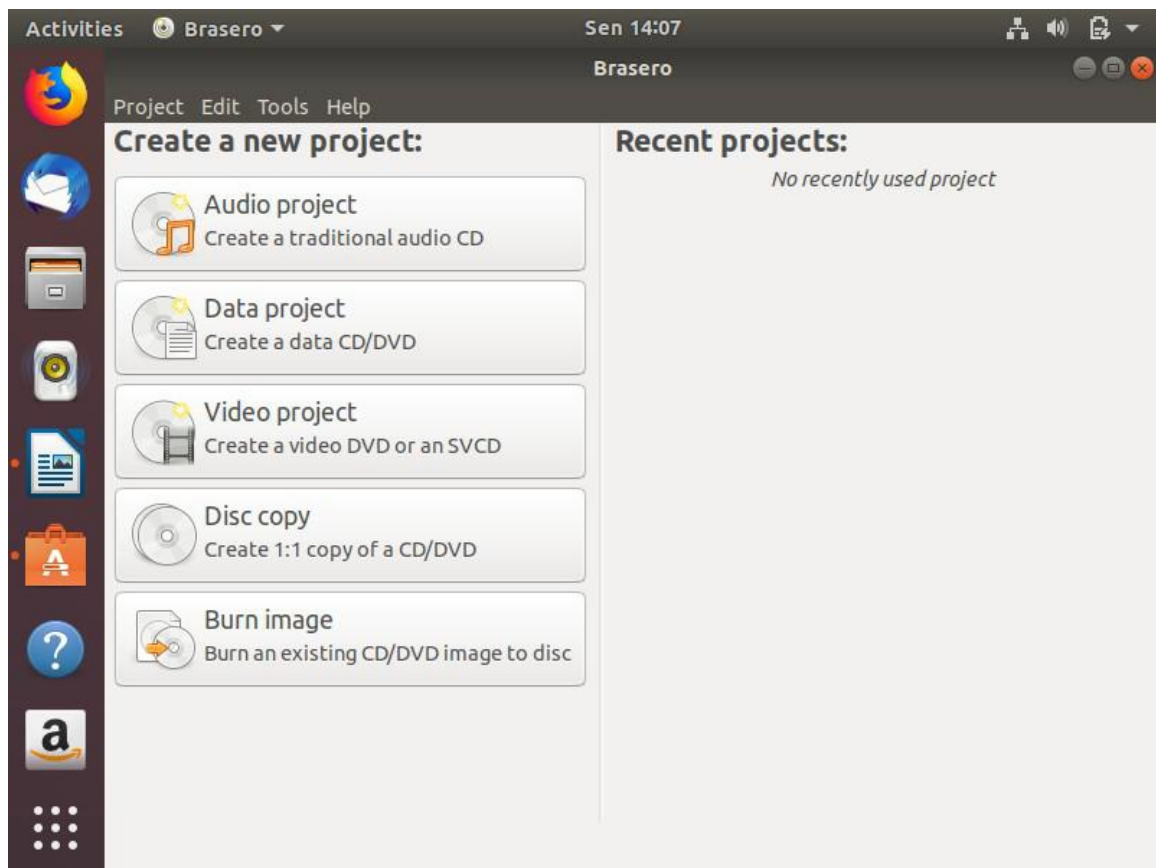 Activities Brasero Sen 14:07
Brasero
Project Edit Tools Help
Create a new project:
Audio project
Create a traditional audio CD
Data project
Create a data CD/DVD
Video project
Create a video DVD or an SVCD
Disc copy
Create 1:1 copy of a CD/DVD
Burn image
Burn an existing CD/DVD image to disc
Recent projects:
No recently used project